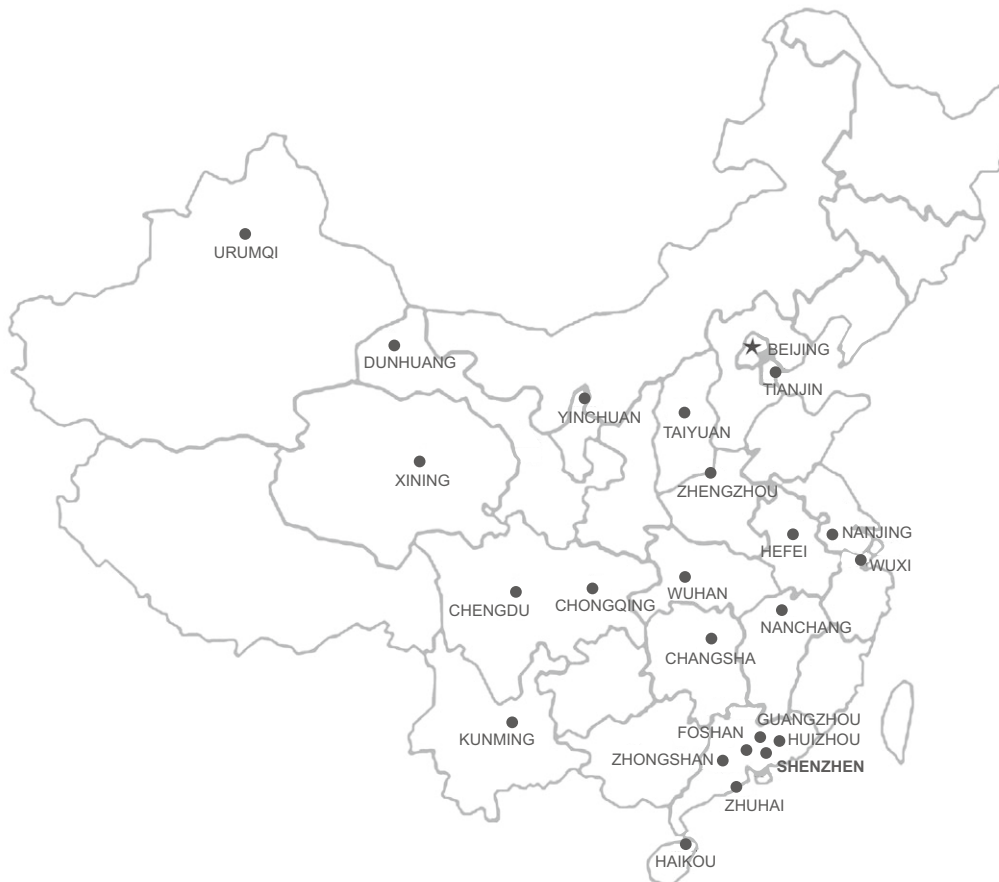 URUMQI
BEIJING
DUNHUANG
TIANJIN
YINCHUAN
TAIYUAN
XINING
ZHENGZHOU
NANJING
HEFEI
WUXI
CHENGDU
CHONGQING
WUHAN
NANCHANG
CHANGSHA
GUANGZHOU
FOSHAN
HUIZHOU
KUNMING
ZHONGSHAN
SHENZHEN
ZHUHAI
HAIKOU